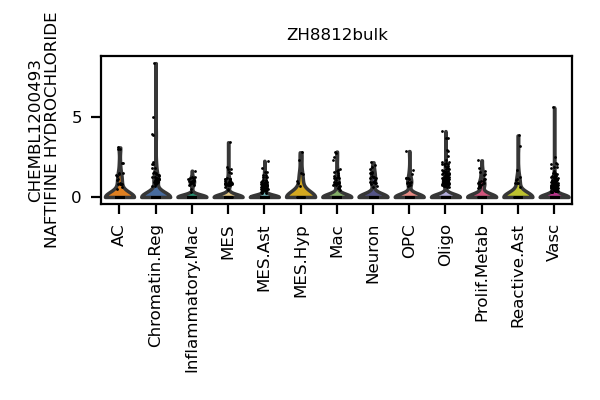 ZH8812bulk
CHEMBL1200493
NAFTIFINE HYDROCHLORIDE
5
0
AC
Chromatin.Reg
Inflammatory.Mac
MES
MES.Ast
MES.Hyp
Mac
Neuron
OPC
Oligo
Prolif.Metab
Reactive.Ast
Vasc